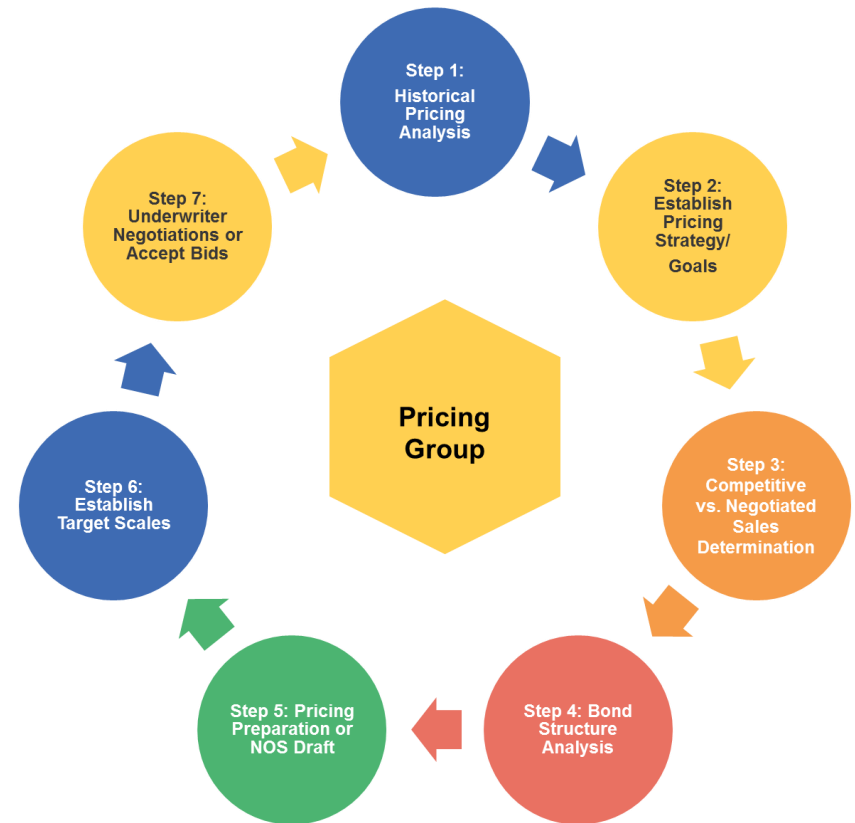 Step 1:
Historical
Pricing
Analysis
Step 2:
Establish
Pricing
Strategy/
Goals
Step 3:
Competitive
vs. Negotiated
Sales
Determination
Step 4: Bond
Structure
Analysis
Step 5: Pricing
Preparation or
NOS Draft
Step 6:
Establish
Target Scales
Step 7:
Underwriter
Negotiations or
Accept Bids
Pricing
Group